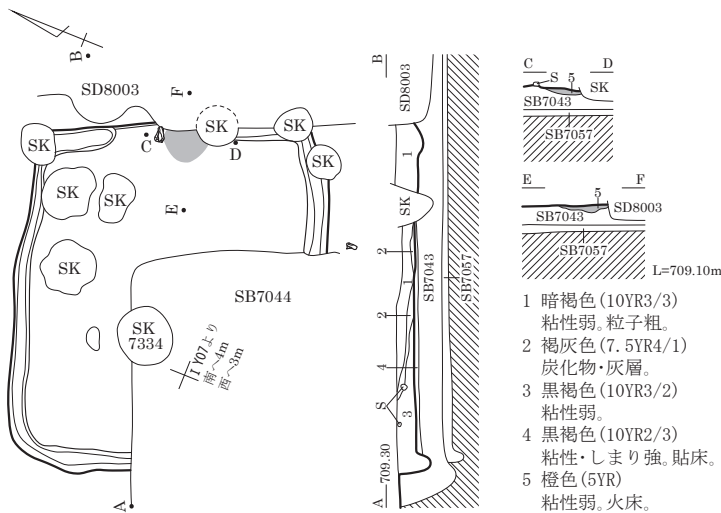 B
SD8003
F
SK
SK
SK
C
D
SK
SK
SK
E
SK
SB7044
SK
7334
I Y07より
南へ4m
西へ3m
A
B
SD8003
1
SK
2
1
SB7043
SB7057
2
4
S
3
709.30
A
C
S
5
D
SK
SB7043
SB7057
E
F
5
SB7043
SD8003
SB7057
L=709.10m
1 暗褐色(10YR3/3)
粘性弱。粒子粗。
2 褐灰色(7.5YR4/1)
炭化物・灰層。
3 黒褐色(10YR3/2)
粘性弱。
4 黒褐色(10YR2/3)
粘性・しまり強。貼床。
5 橙色(5YR)
粘性弱。火床。